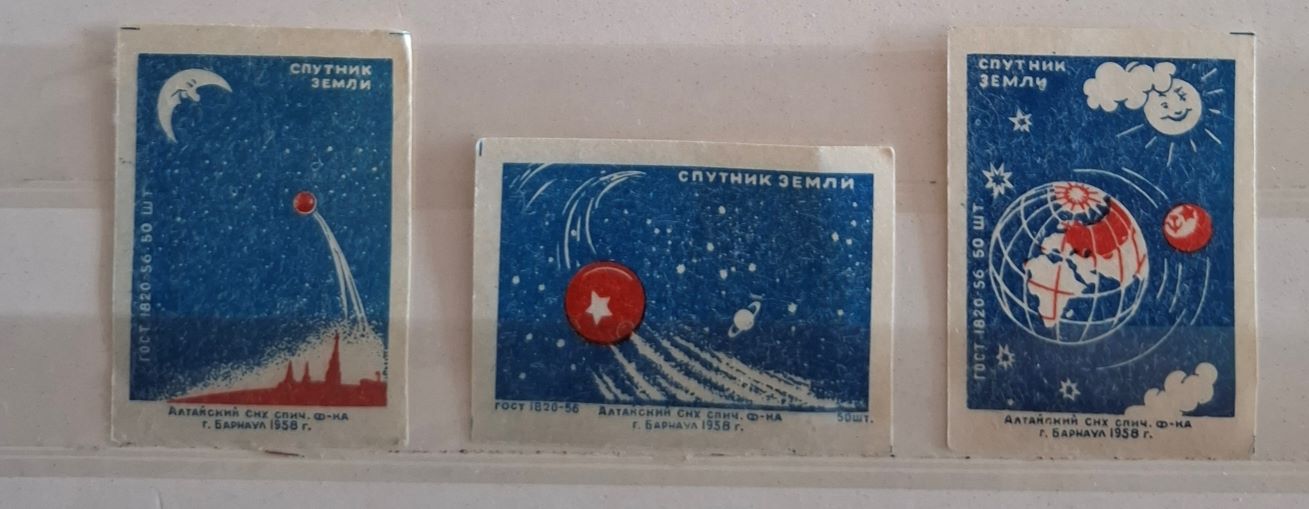 СПУТНИК
ЗЕМЛИ
ГОСТ 1820-56 50 ШТ
АЛТАЙСКИЙ СНХ СПИЧ. Ф-КА
г. БАРНАУЛ 1958 г.
СПУТНИК ЗЕМЛИ
ГОСТ 1820-56
АЛТАЙСКИЙ СНХ СПИЧ. Ф-КА
50шт.
г. БАРНАУЛ 1958 г.
СПУТНИК
ЗЕМЛИ
ГОСТ 1820-56 50 ШТ
АЛТАЙСКИЙ СНХ СПИЧ. Ф-КА
г. БАРНАУЛ 1958 г.